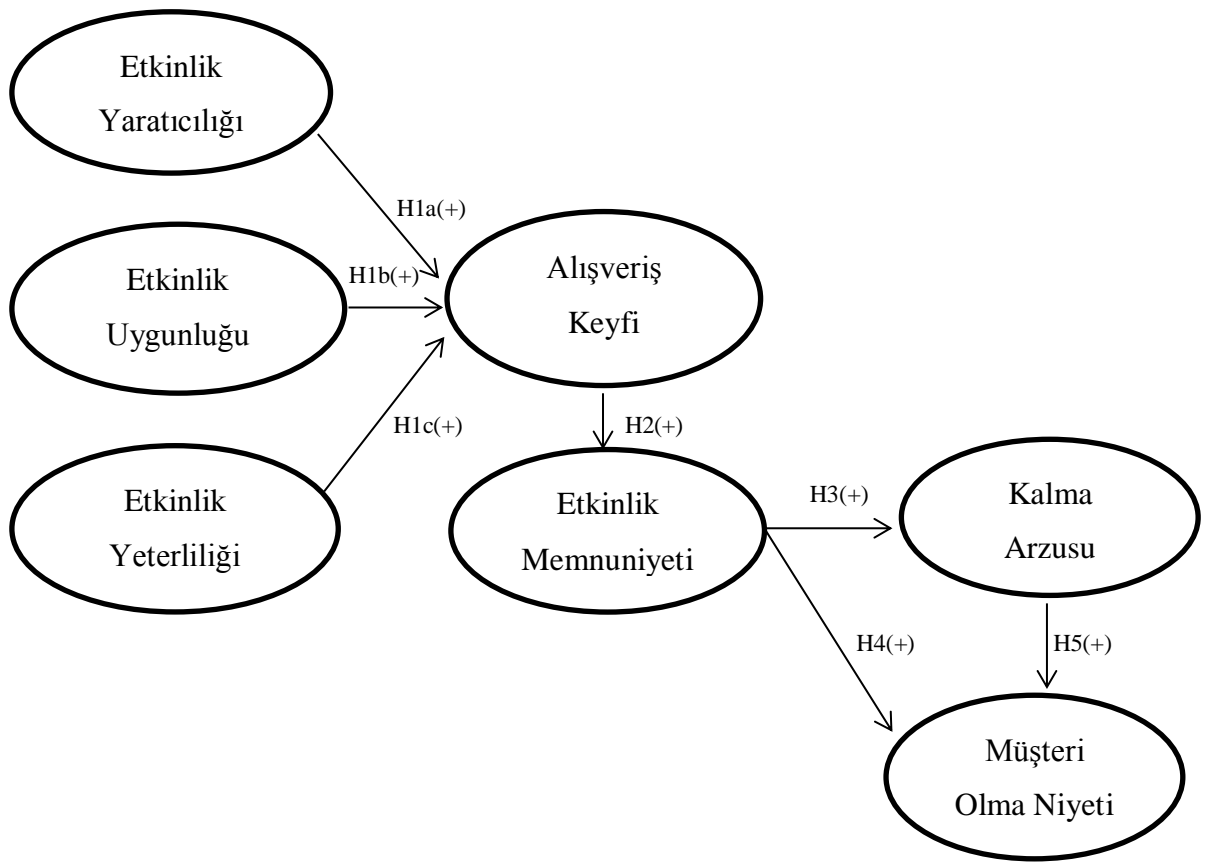 Etkinlik
Yaratıcılığı
H1a(+)
Etkinlik
Uygunluğu
H1b(+)
Alışveriş
Keyfi
Etkinlik
Yeterliliği
H1c(+)
H2(+)
Etkinlik
Memnuniyeti
H3(+)
Kalma
Arzusu
H4(+)
H5(+)
Müşteri
Olma Niyeti